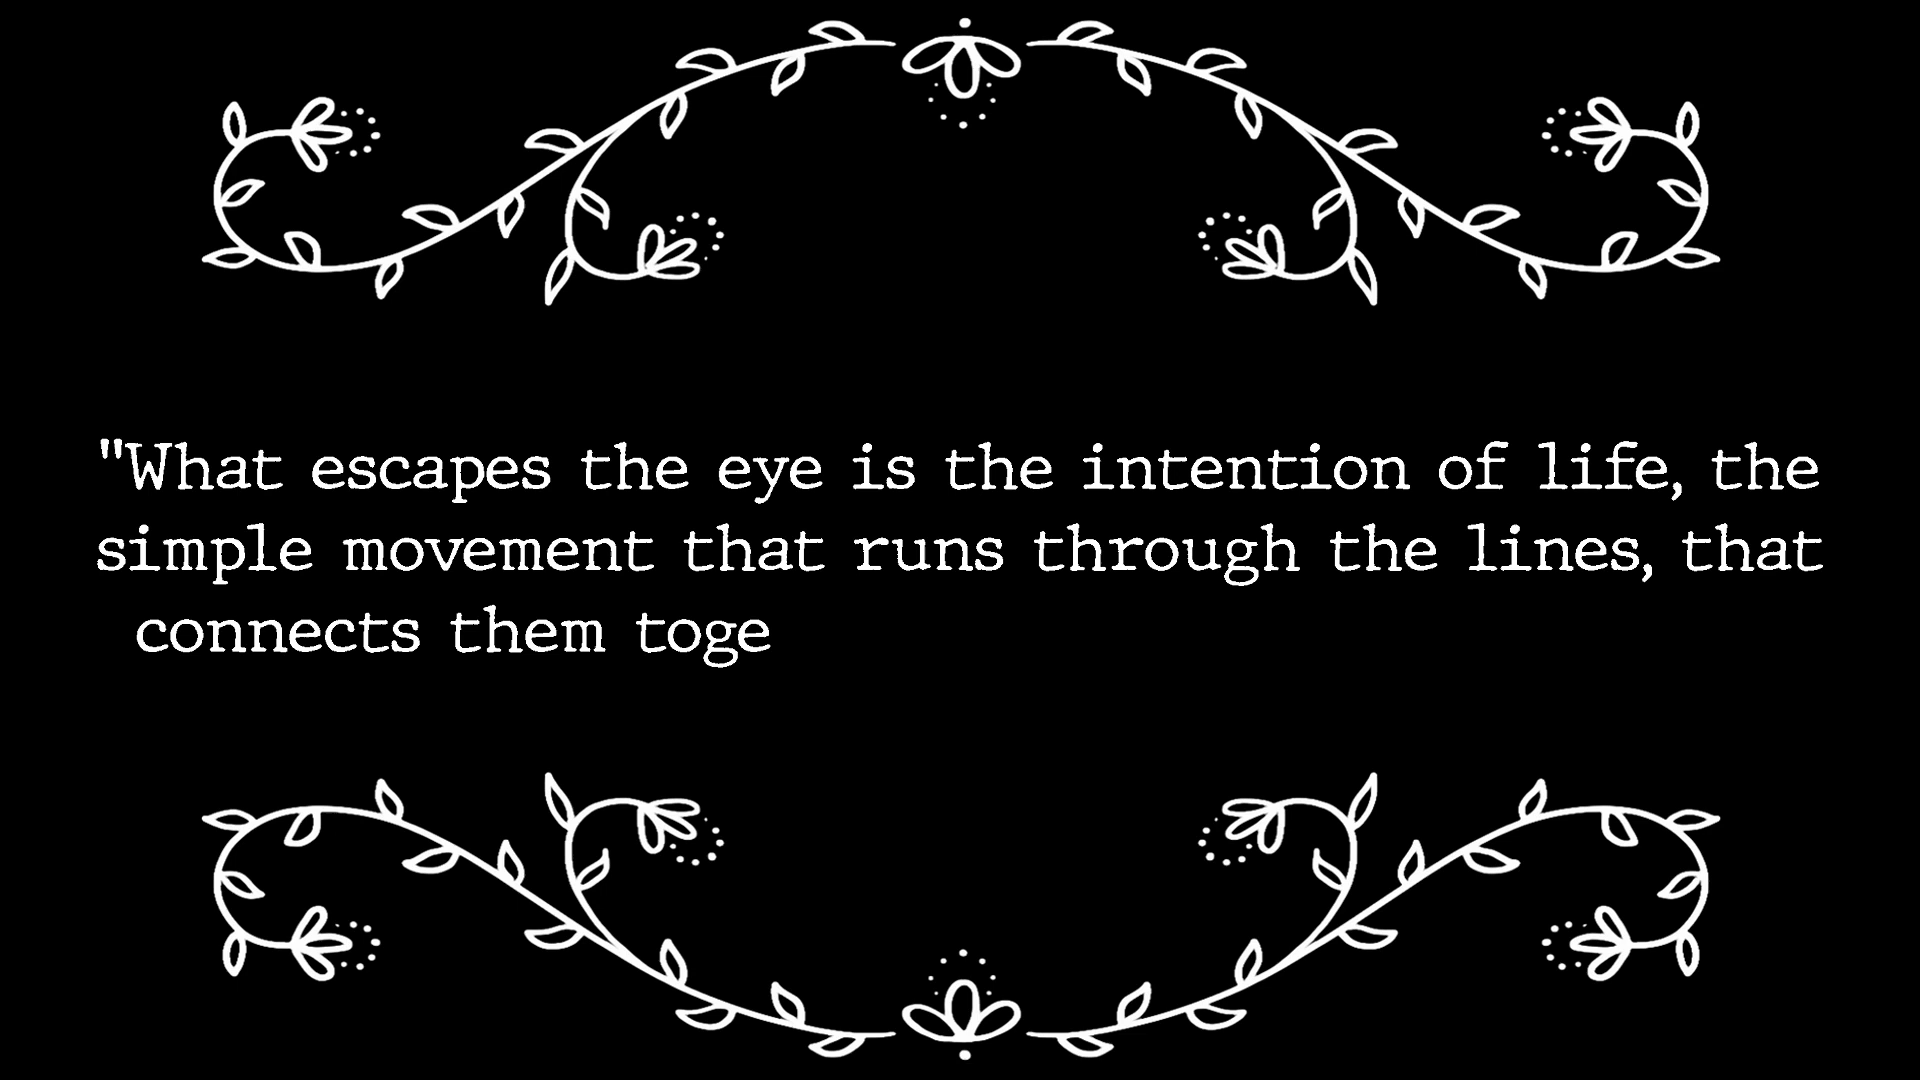 "What escapes the eye is the intention of life, the
simple movement that runs through the lines, that
connects them toge